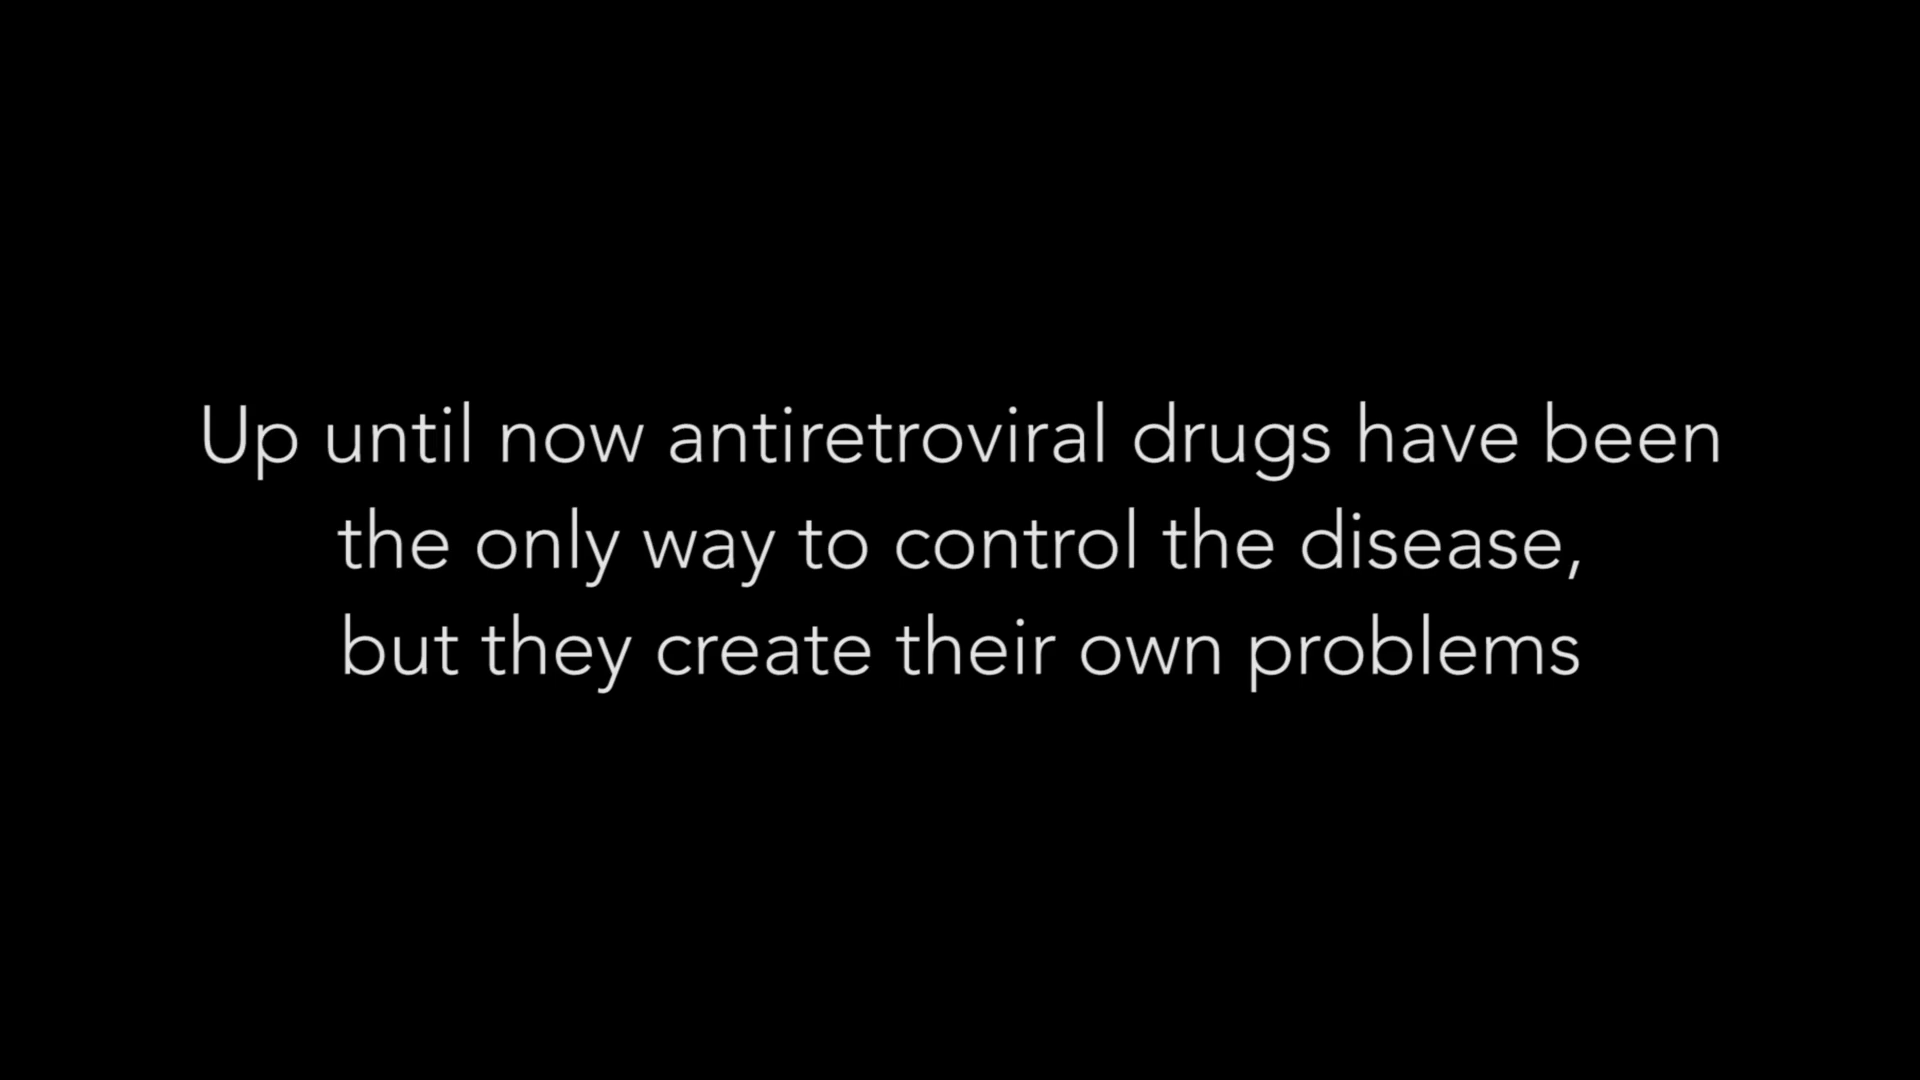 Up until now antiretroviral drugs have been
the only way to control the disease,
but they create their own problems